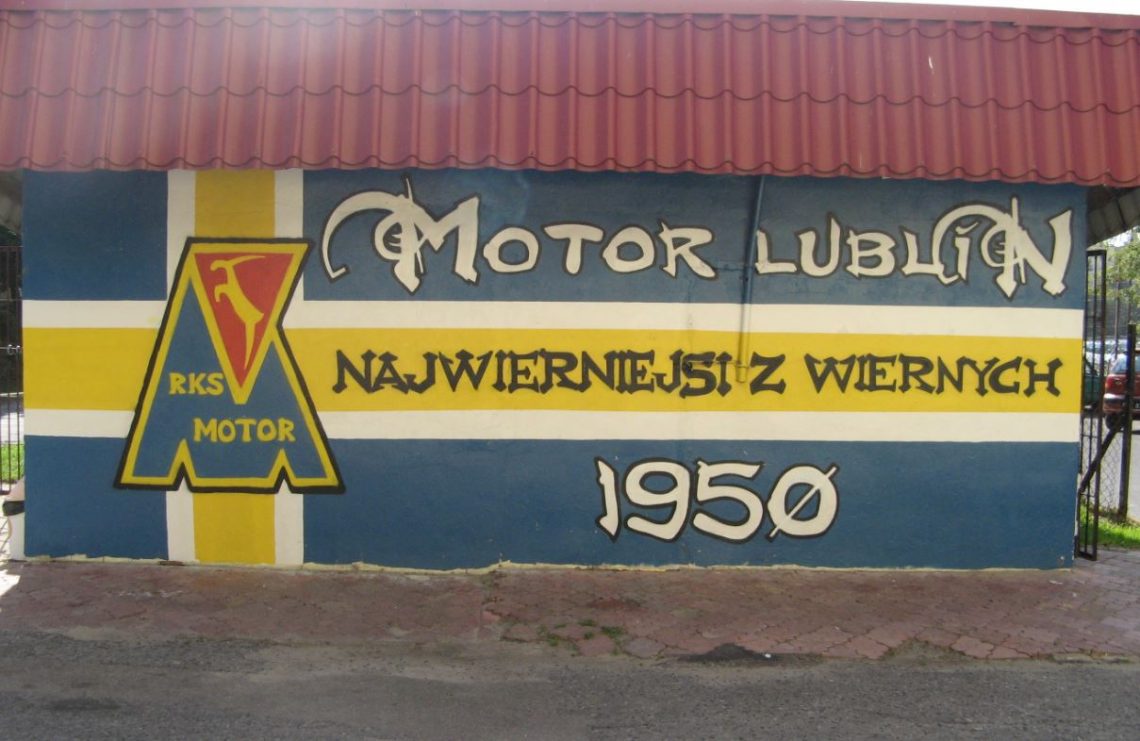 MOTOR LUBLIN
RKS
MOTOR
NAJWIERNIEJSI Z WIERNYCH
1950